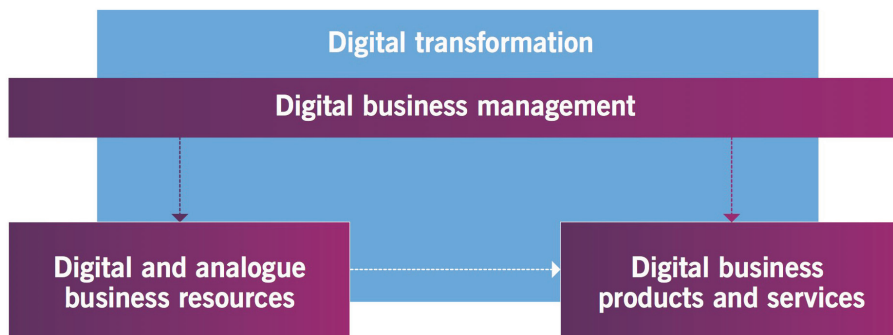 Digital transformation
Digital business management
Digital and analogue
business resources
Digital business
products and services